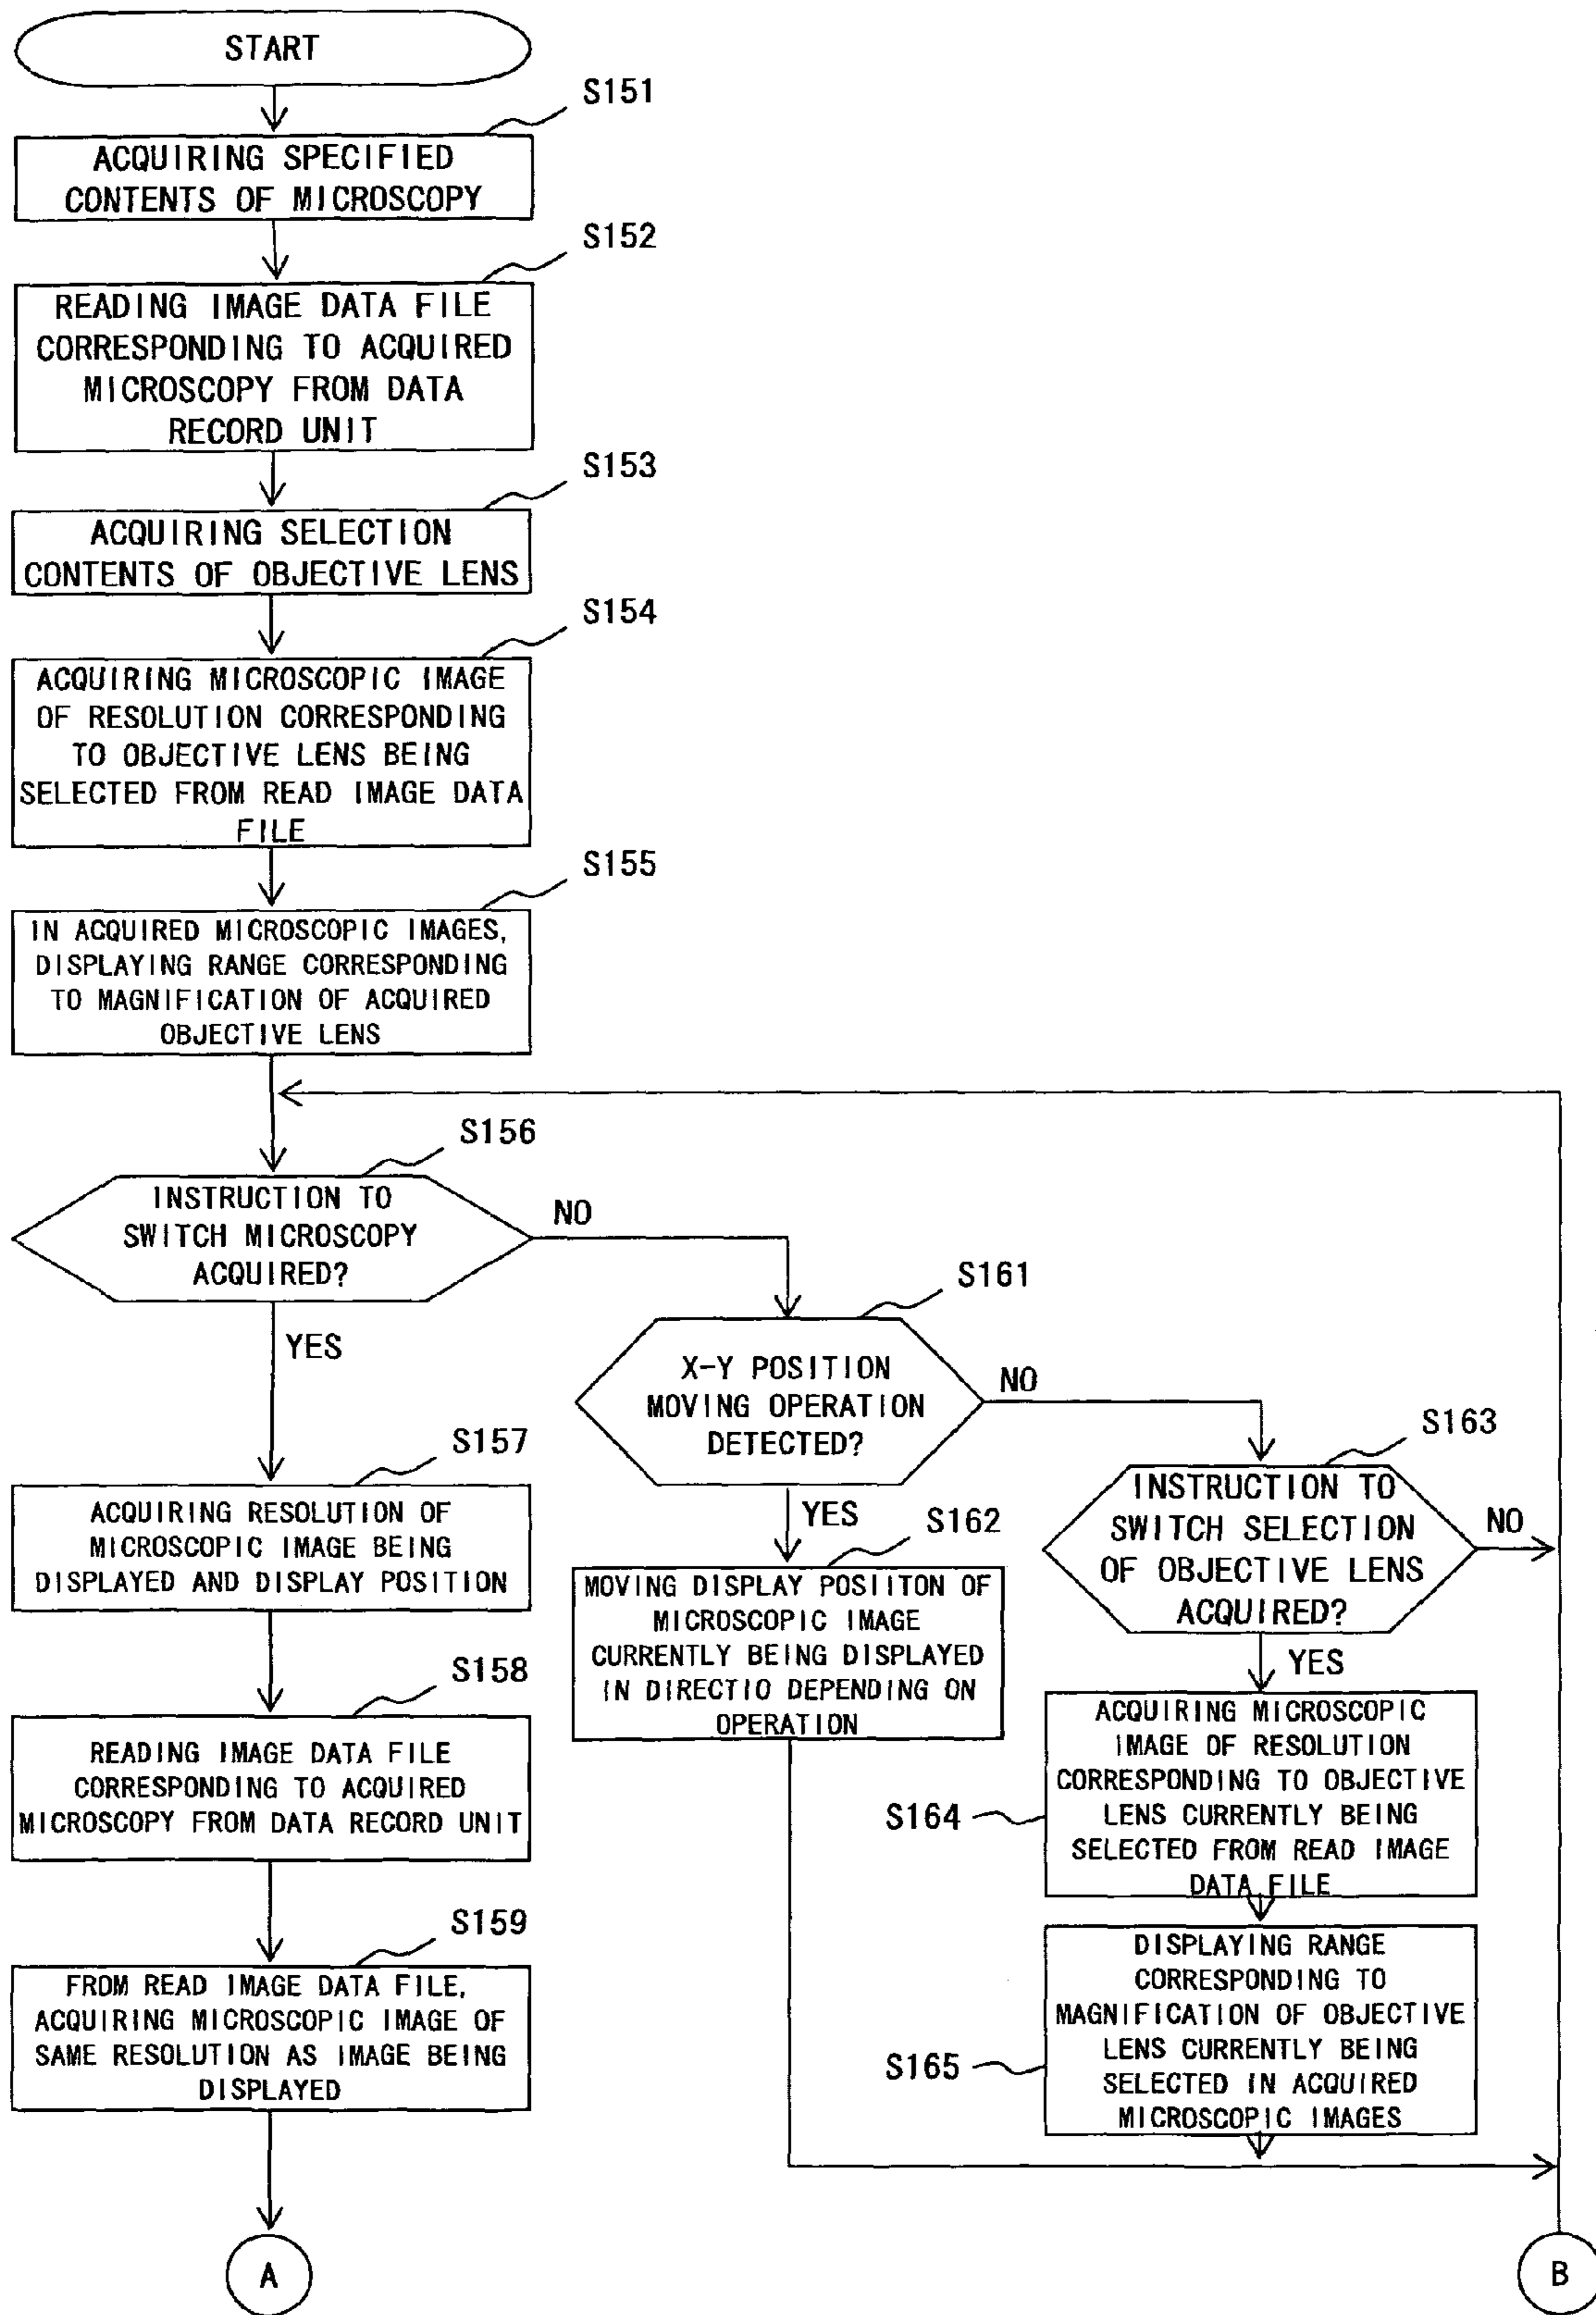 START
S151
ACQUIRING SPECIFIED
CONTENTS OF MICROSCOPY
S152
READING IMAGE DATA FILE
CORRESPONDING TO ACQUIRED
MICROSCOPY FROM DATA
RECORD UNIT
S153
ACQUIRING SELECTION
CONTENTS OF OBJECTIVE LENS
S154
ACQUIRING MICROSCOPIC IMAGE
OF RESOLUTION CORRESPONDING
TO OBJECTIVE LENS BEING
SELECTED FROM READ IMAGE DATA
FILE
S155
IN ACQUIRED MICROSCOPIC IMAGES,
DISPLAYING RANGE CORRESPONDING
TO MAGNIFICATION OF ACQUIRED
OBJECTIVE LENS
S156
INSTRUCTION TO
SWITCH MICROSCOPY
ACQUIRED?
NO
YES
S161
X-Y POSITION
MOVING OPERATION
DETECTED?
NO
YES
S162
MOVING DISPLAY POSIITON OF
MICROSCOPIC IMAGE
CURRENTLY BEING DISPLAYED
IN DIRECTIO DEPENDING ON
OPERATION
S163
INSTRUCTION TO
SWITCH SELECTION
OF OBJECTIVE LENS
ACQUIRED?
NO
YES
S164
ACQUIRING MICROSCOPIC
IMAGE OF RESOLUTION
CORRESPONDING TO OBJECTIVE
LENS CURRENTLY BEING
SELECTED FROM READ IMAGE
DATA FILE
S165
DISPLAYING RANGE
CORRESPONDING TO
MAGNIFICATION OF OBJECTIVE
LENS CURRENTLY BEING
SELECTED IN ACQUIRED
MICROSCOPIC IMAGES
S157
ACQUIRING RESOLUTION OF
MICROSCOPIC IMAGE BEING
DISPLAYED AND DISPLAY POSITION
S158
READING IMAGE DATA FILE
CORRESPONDING TO ACQUIRED
MICROSCOPY FROM DATA RECORD UNIT
S159
FROM READ IMAGE DATA FILE,
ACQUIRING MICROSCOPIC IMAGE OF
SAME RESOLUTION AS IMAGE BEING
DISPLAYED
A
B